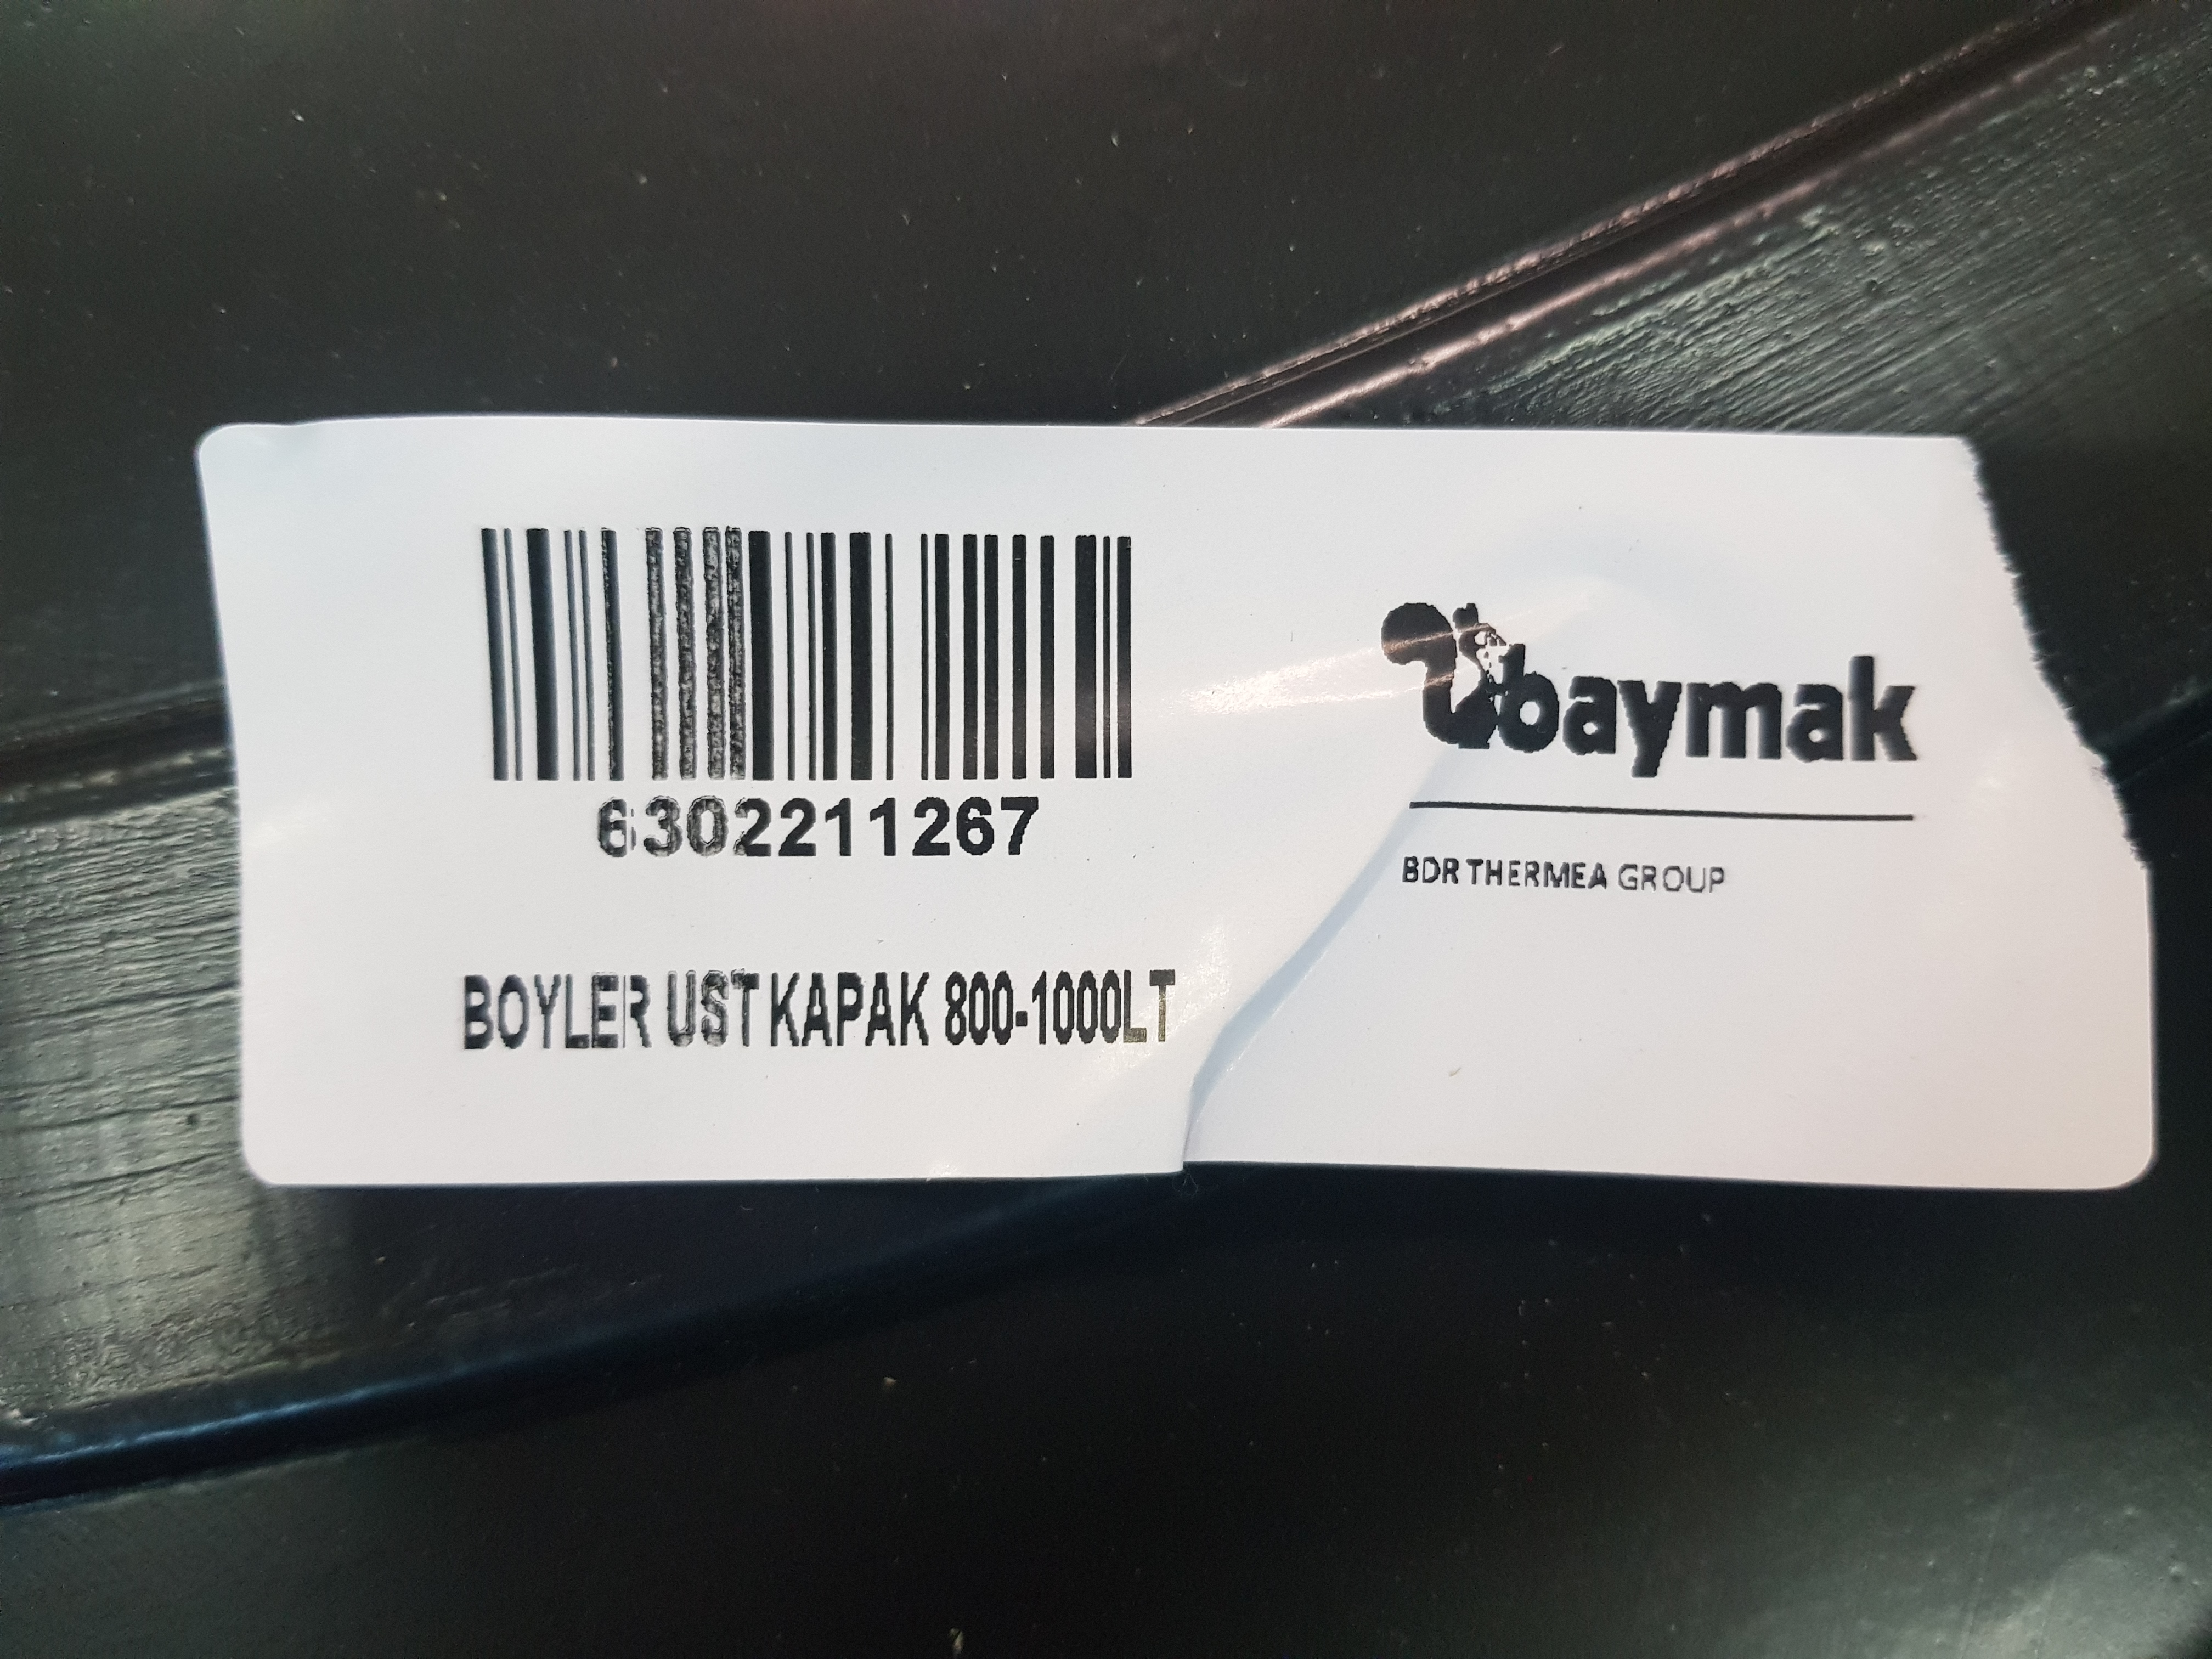 6302211267
BOYLER UST KAPAK 800-1000LT
baymak
BDR THERMEA GROUP